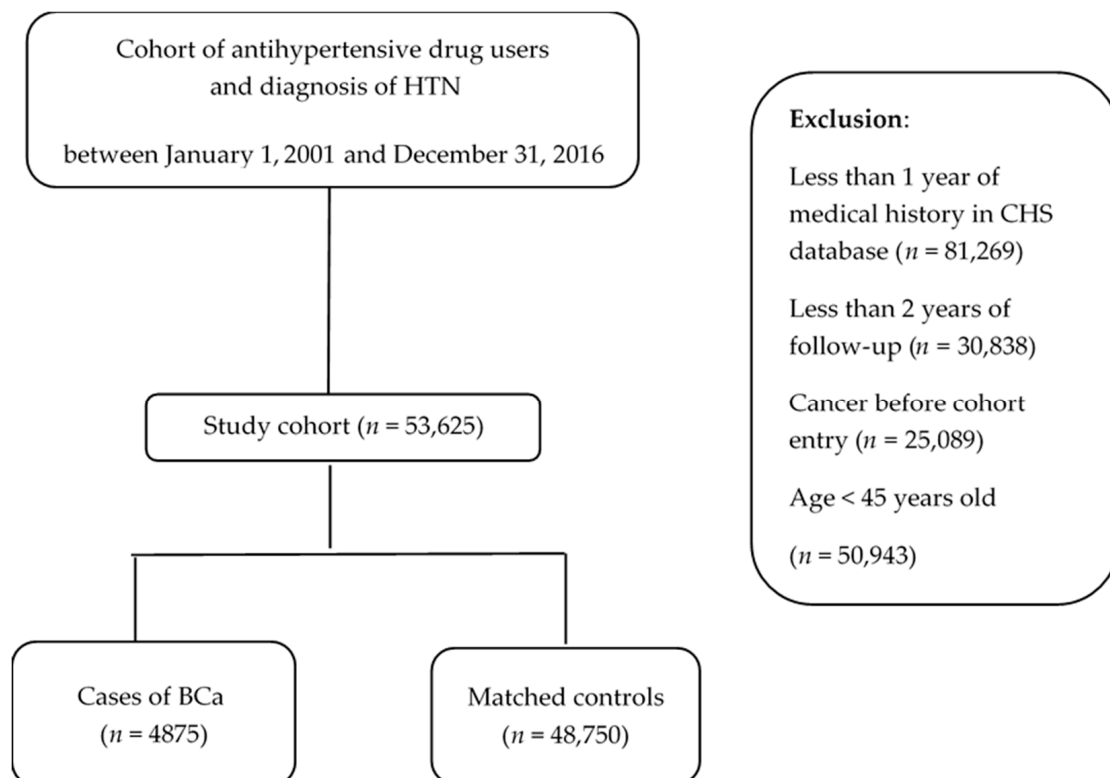 Cohort of antihypertensive drug users
and diagnosis of HTN
between January 1, 2001 and December 31, 2016
Exclusion:
Less than 1 year of
medical history in CHS
database (n = 81,269)
Less than 2 years of
follow-up (n = 30,838)
Cancer before cohort
entry (n = 25,089)
Age < 45 years old
(n = 50,943)
Study cohort (n = 53,625)
Cases of BCa
(n = 4875)
Matched controls
(n = 48,750)